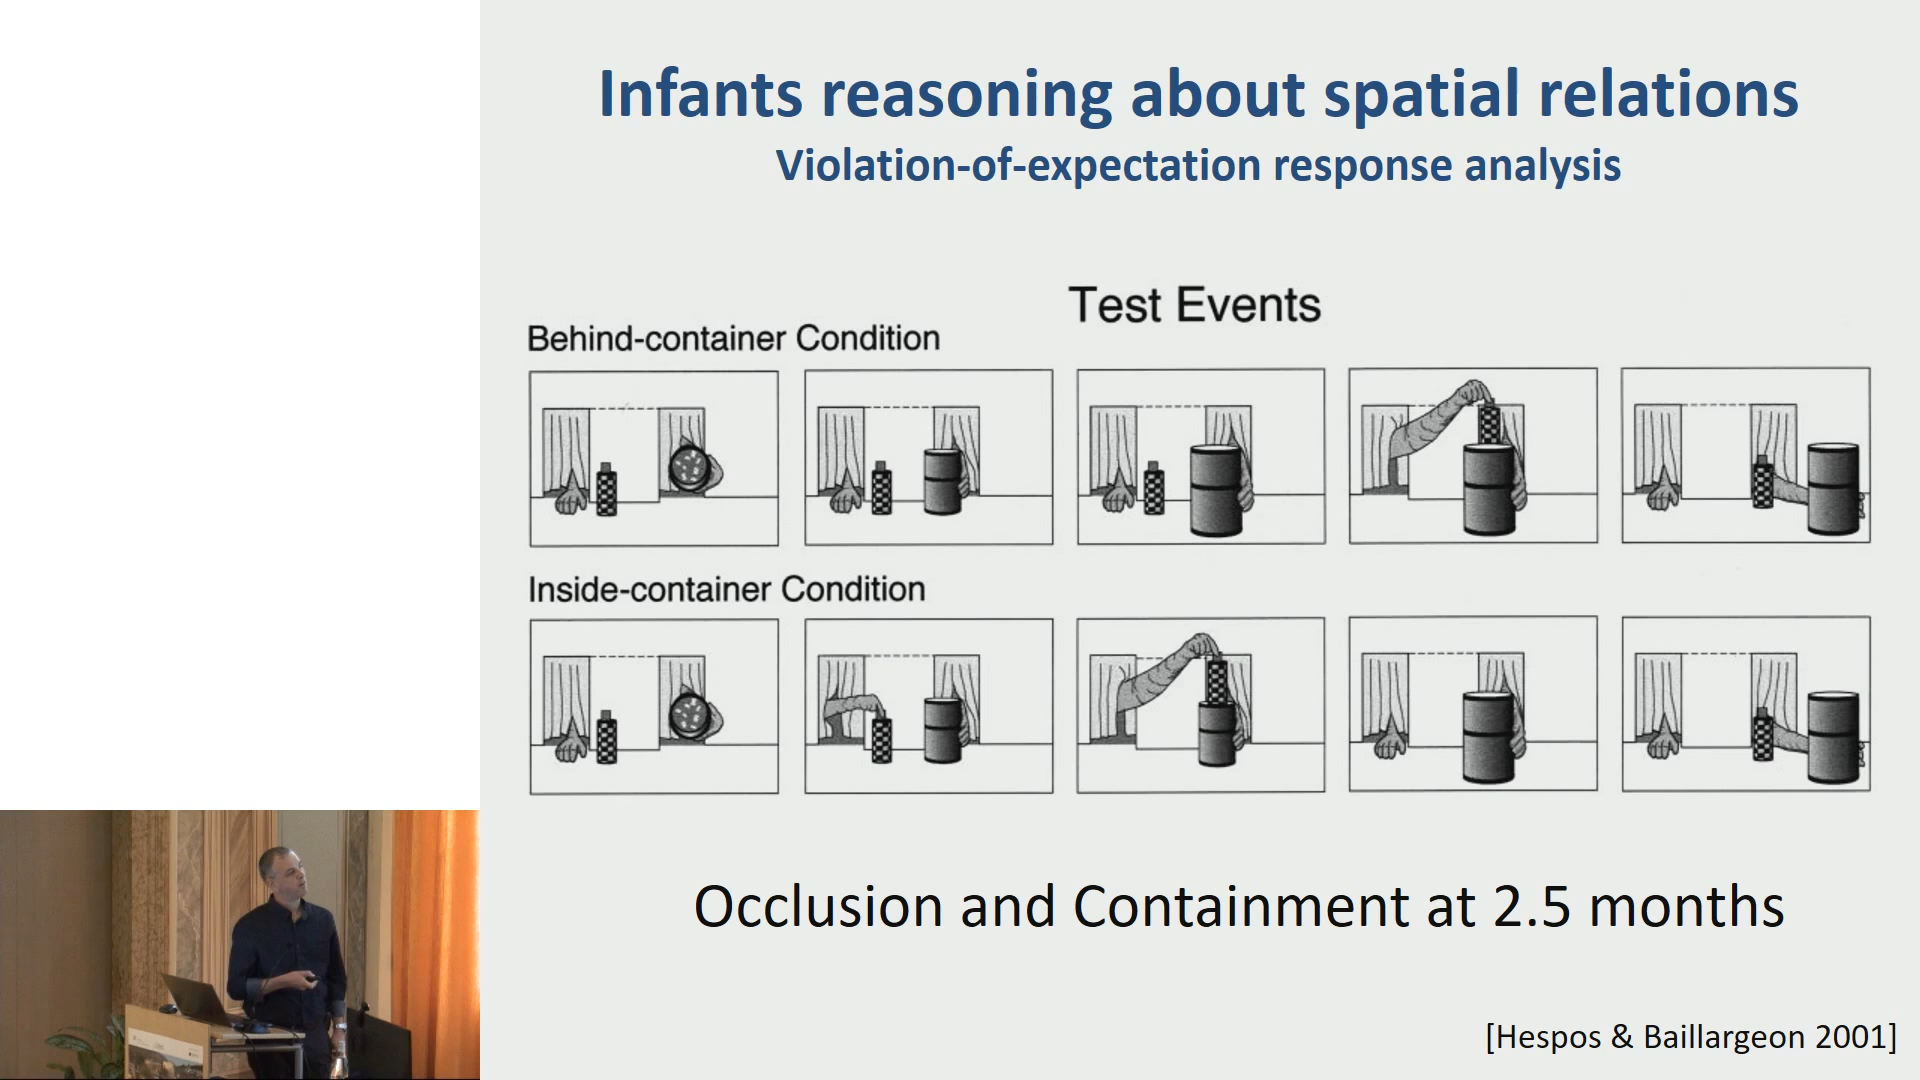 Infants reasoning about spatial relations
Violation-of-expectation response analysis
Test Events
Behind-container Condition
Inside-container Condition
Occlusion and Containment at 2.5 months
[Hespos & Baillargeon 2001]